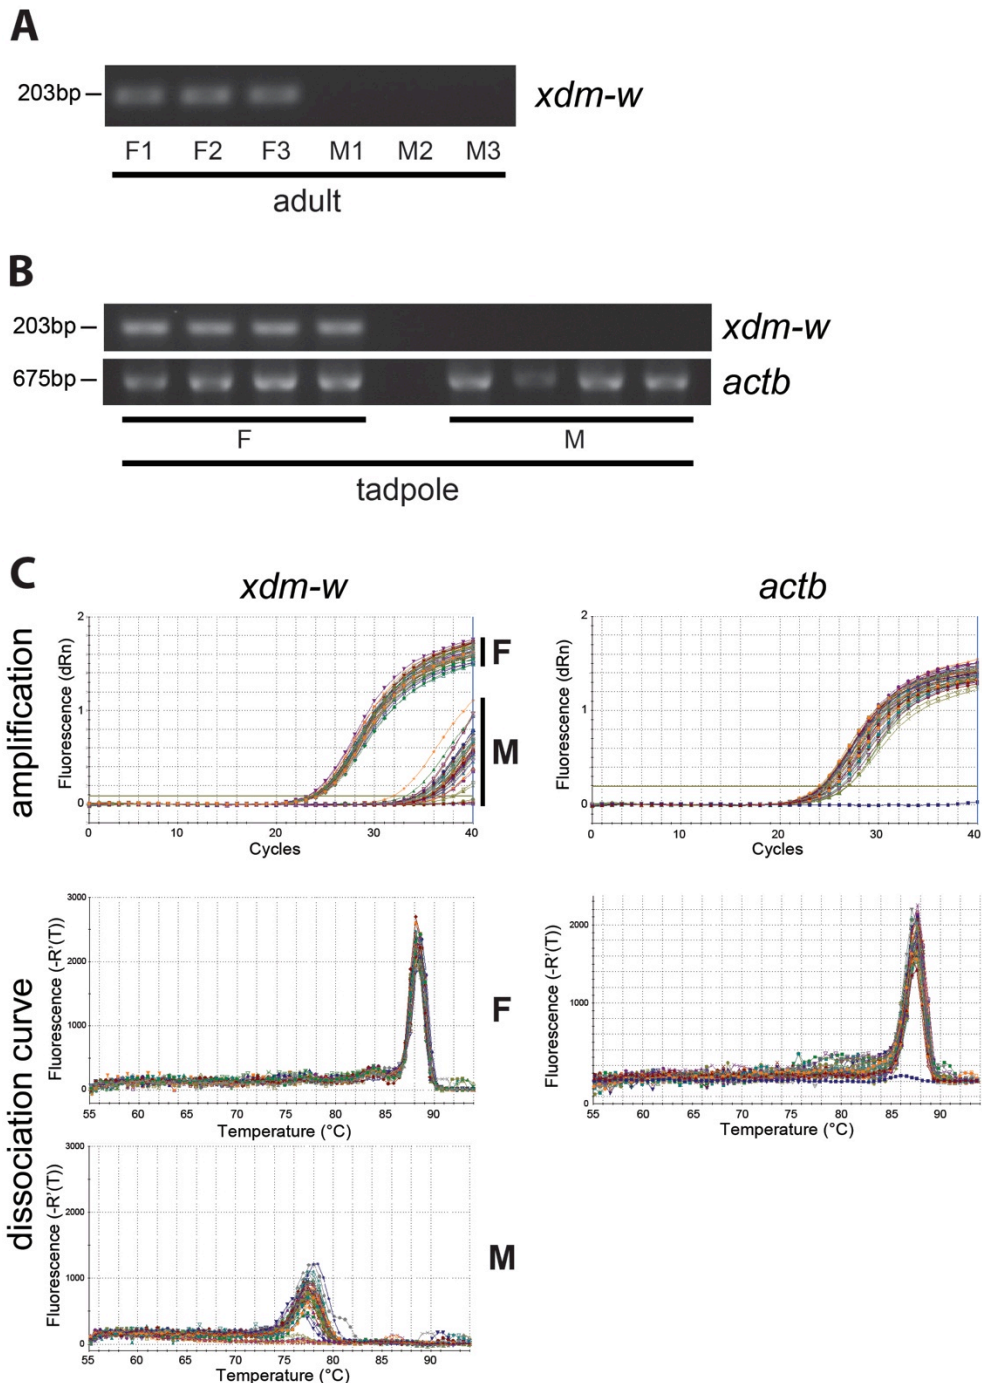 A
203bp
xdm-w
F1 F2 F3 M1 M2 M3
adult
B
203bp
xdm-w
675bp
actb
F M
tadpole
C
xdm-w actb
amplification
Fluorescence (dRn)
2
1
0
0 10 20 30 40
Cycles
F
M
Fluorescence (dRn)
2
1
0
0 10 20 30 40
Cycles
dissociation curve
Fluorescence (-R'(T))
3000
2000
1000
0
55 60 65 70 75 80 85 90
Temperature (°C)
F
Fluorescence (-R'(T))
2000
1000
0
55 60 65 70 75 80 85 90
Temperature (°C)
Fluorescence (-R'(T))
3000
2000
1000
0
55 60 65 70 75 80 85 90
Temperature (°C)
M